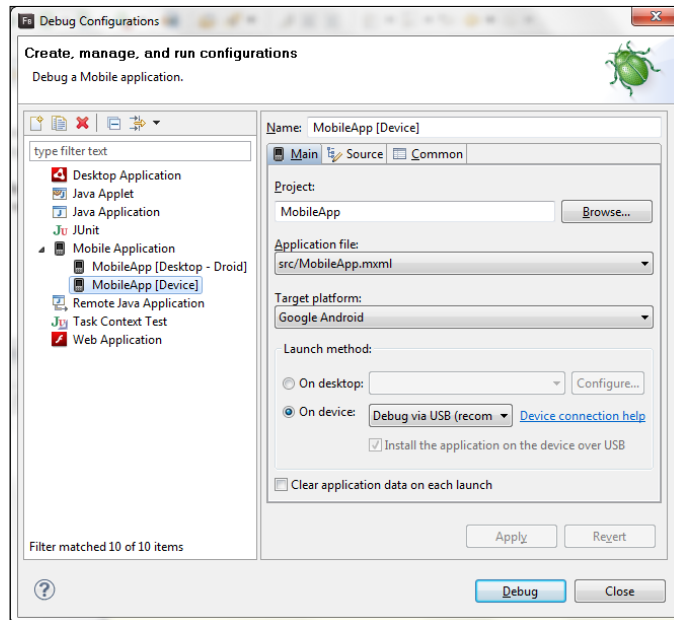 Fb Debug Configurations
Create, manage, and run configurations
Debug a Mobile application.
type filter text
Desktop Application
Java Applet
Java Application
Ju JUnit
Mobile Application
MobileApp [Desktop - Droid]
MobileApp [Device]
Remote Java Application
Task Context Test
Web Application
Filter matched 10 of 10 items
Name: MobileApp [Device]
Main Source Common
Project:
MobileApp Browse...
Application file:
src/MobileApp.mxml
Target platform:
Google Android
Launch method:
On desktop: Configure...
On device: Debug via USB (recom Device connection help
Install the application on the device over USB
Clear application data on each launch
Apply Revert
? Debug Close